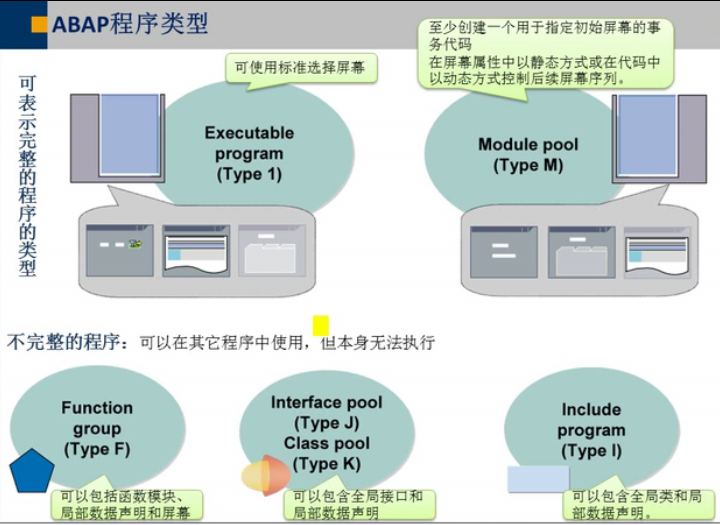 ABAP程序类型
可使用标准选择屏幕
至少创建一个用于指定初始屏幕的事
务代码
在屏幕属性中以静态方式或在代码中
以动态方式控制后续屏幕序列。
可表示完整的程序的类型
Executable
program
(Type 1)
Module pool
(Type M)
不完整的程序：可以在其它程序中使用，但本身无法执行
Function
group
(Type F)
Interface pool
(Type J)
Class pool
(Type K)
Include
program
(Type I)
可以包括函数模块、
局部数据声明和屏幕
可以包含全局接口和
局部数据声明
可以包含全局类和局
部数据声明。